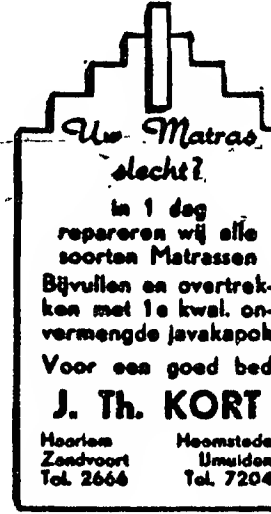 Uw Matras
slecht?
in 1 dag
repareren wij alle
soorten Matrassen
Bijvullen en overtrek-
ken met 1e kwal. on-
vermengde javakapok
Voor een goed bed
J. Th. KORT
Haarlem Heemstede
Zandvoort IJmuiden
Tel. 2664 Tel. 7204